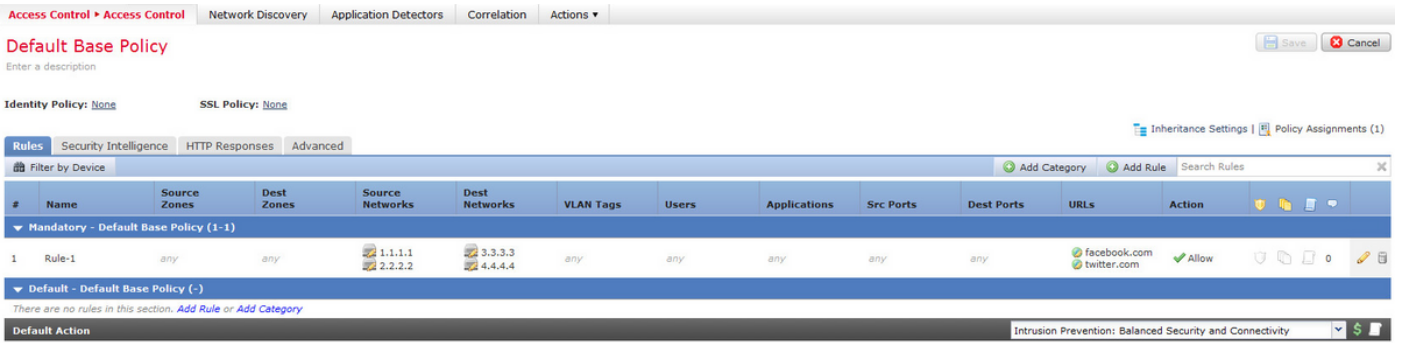 Access Control ▸ Access Control Network Discovery Application Detectors Correlation Actions ▾
Default Base Policy Save Cancel
Enter a description
Identity Policy: None SSL Policy: None
Inheritance Settings | Policy Assignments (1)
Rules Security Intelligence HTTP Responses Advanced
Filter by Device Add Category Add Rule Search Rules
# Name Source Zones Dest Zones Source Networks Dest Networks VLAN Tags Users Applications Src Ports Dest Ports URLs Action
Mandatory - Default Base Policy (1-1)
1 Rule-1 any any 1.1.1.1 3.3.3.3 any any any any any facebook.com Allow 0
2.2.2.2 4.4.4.4 twitter.com
Default - Default Base Policy (-)
There are no rules in this section. Add Rule or Add Category
Default Action Intrusion Prevention: Balanced Security and Connectivity $